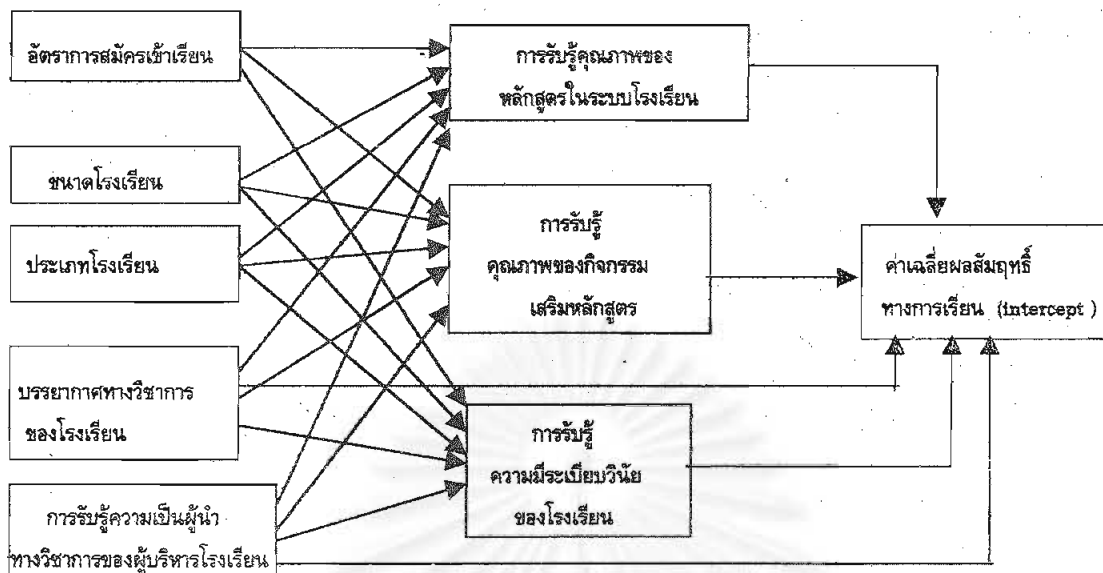 อัตราการสมัครเข้าเรียน
ขนาดโรงเรียน
ประเภทโรงเรียน
บรรยากาศทางวิชาการ
ของโรงเรียน
การรับรู้ความเป็นผู้นำ
ทางวิชาการของผู้บริหารโรงเรียน
การรับรู้คุณภาพของ
หลักสูตรในระบบโรงเรียน
การรับรู้
คุณภาพของกิจกรรม
เสริมหลักสูตร
การรับรู้
ความมีระเบียบวินัย
ของโรงเรียน
ค่าเฉลี่ยผลสัมฤทธิ์
ทางการเรียน (intercept )